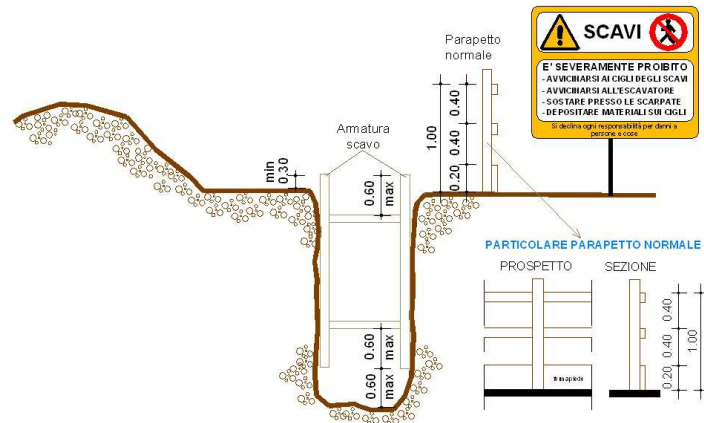 SCAVI
E' SEVERAMENTE PROIBITO
- AVVICINARSI AI CIGLI DEGLI SCAVI
- AVVICINARSI ALL'ESCAVATORE
- SOSTARE PRESSO LE SCARPATE
- DEPOSITARE MATERIALI SUI CIGLI
Si declina ogni responsabilità per danni a
persone e cose
Parapetto
normale
1.00
0.40
0.40
0.20
Armatura
scavo
min
0.30
0.60
max
0.60
max
0.60
max
PARTICOLARE PARAPETTO NORMALE
PROSPETTO
SEZIONE
0.40
0.40
0.20
1.00